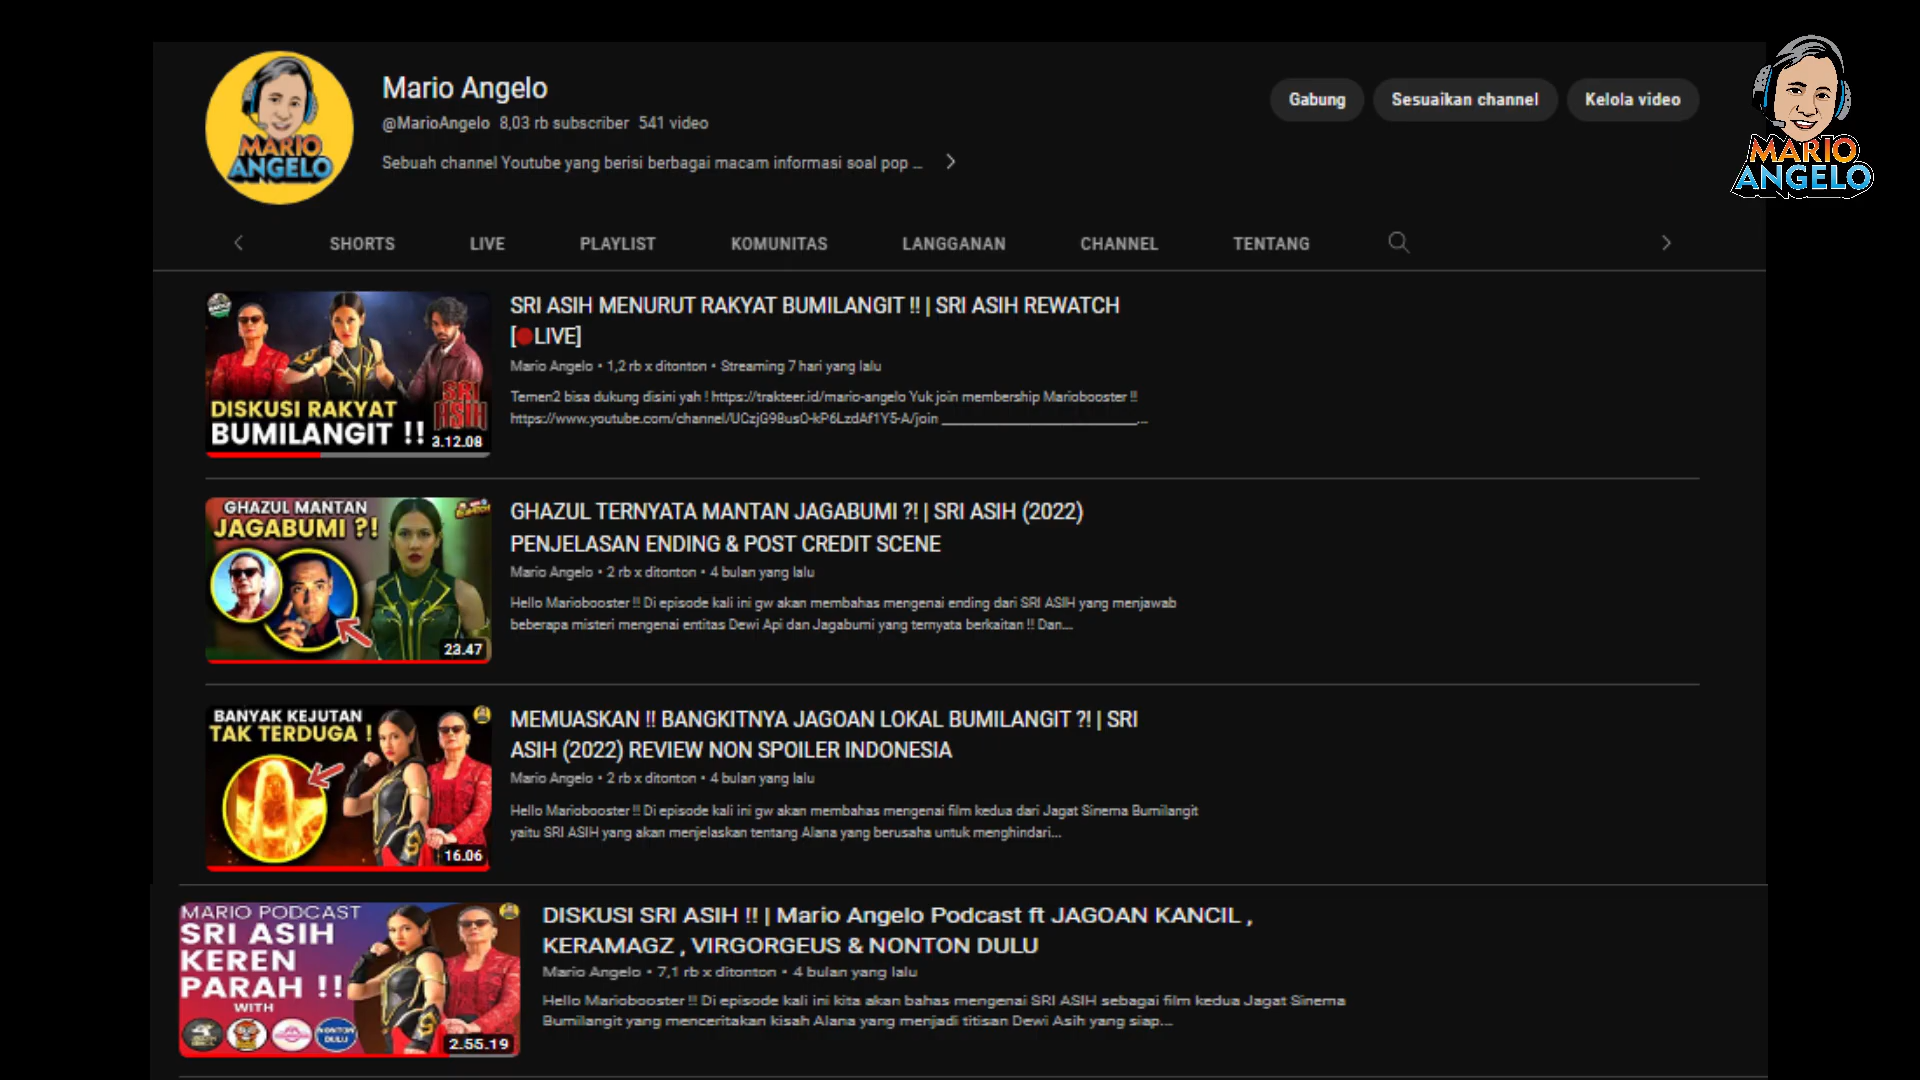 Mario Angelo
@MarioAngelo 8,03 rb subscriber 541 video
Sebuah channel Youtube yang berisi berbagai macam informasi soal pop ...
Gabung
Sesuaikan channel
Kelola video
MARIO
ANGELO
MARIO
ANGELO
SHORTS LIVE PLAYLIST KOMUNITAS LANGGANAN CHANNEL TENTANG
DISKUSI RAKYAT
BUMILANGIT !!
SRI
ASIH
3.12.08
SRI ASIH MENURUT RAKYAT BUMILANGIT !! | SRI ASIH REWATCH
[🔴LIVE]
Mario Angelo • 1,2 rb x ditonton • Streaming 7 hari yang lalu
Temen2 bisa dukung disini yah ! https://trakteer.id/mario-angelo Yuk join membership Mariobooster !!
https://www.youtube.com/channel/UCzjG98usO-kP6LzdAf1Y5-A/join ______________________________...
GHAZUL MANTAN
JAGABUMI ?!
23.47
GHAZUL TERNYATA MANTAN JAGABUMI ?! | SRI ASIH (2022)
PENJELASAN ENDING & POST CREDIT SCENE
Mario Angelo • 2 rb x ditonton • 4 bulan yang lalu
Hello Mariobooster !! Di episode kali ini gw akan membahas mengenai ending dari SRI ASIH yang menjawab
beberapa misteri mengenai entitas Dewi Api dan Jagabumi yang ternyata berkaitan !! Dan...
BANYAK KEJUTAN
TAK TERDUGA !
16.06
MEMUASKAN !! BANGKITNYA JAGOAN LOKAL BUMILANGIT ?! | SRI
ASIH (2022) REVIEW NON SPOILER INDONESIA
Mario Angelo • 2 rb x ditonton • 4 bulan yang lalu
Hello Mariobooster !! Di episode kali ini gw akan membahas mengenai film kedua dari Jagat Sinema Bumilangit
yaitu SRI ASIH yang akan menjelaskan tentang Alana yang berusaha untuk menghindari...
MARIO PODCAST
SRI ASIH
KEREN
PARAH !!
WITH
NONTON
DULU
2.55.19
DISKUSI SRI ASIH !! | Mario Angelo Podcast ft JAGOAN KANCIL ,
KERAMAGZ , VIRGORGEUS & NONTON DULU
Mario Angelo • 7,1 rb x ditonton • 4 bulan yang lalu
Hello Mariobooster !! Di episode kali ini kita akan bahas mengenai SRI ASIH sebagai film kedua Jagat Sinema
Bumilangit yang menceritakan kisah Alana yang menjadi titisan Dewi Asih yang siap...